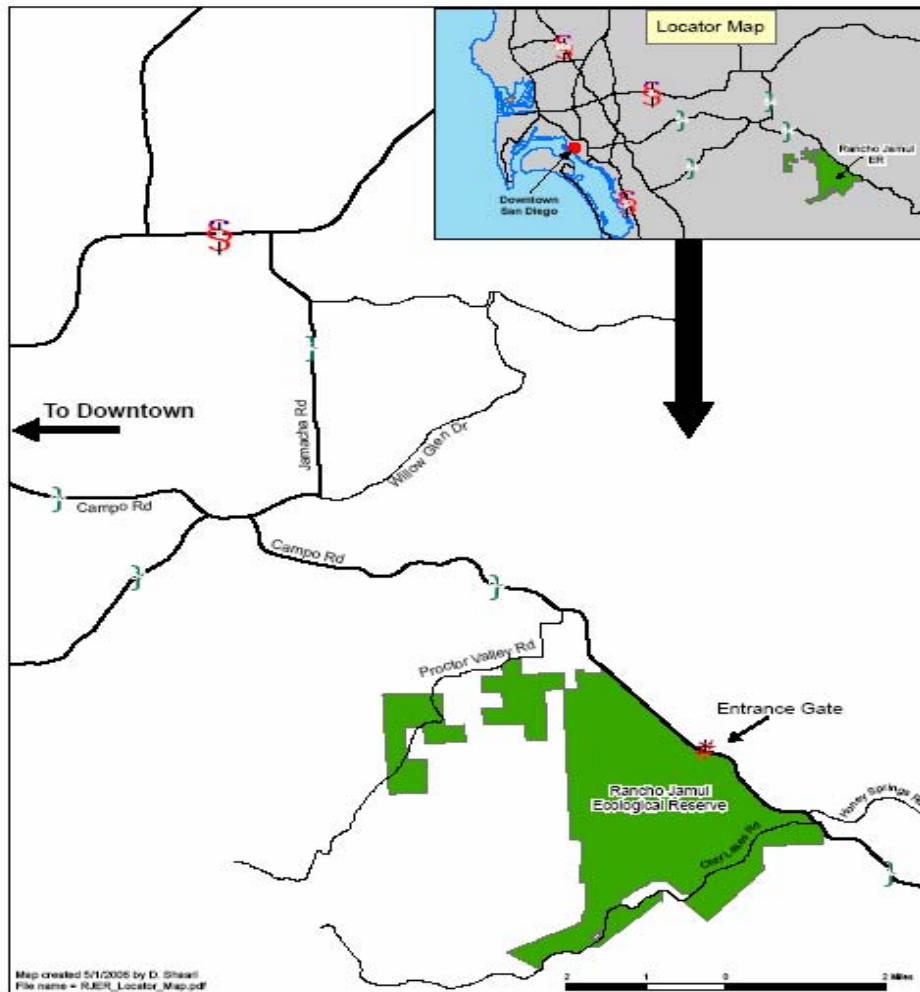 Locator Map
Rancho Jamul
ER
Downtown
San Diego
To Downtown
Jamacha Rd
Willow Glen Dr
Campo Rd
Campo Rd
Proctor Valley Rd
Entrance Gate
Rancho Jamul
Ecological Reserve
Honey Springs R
Otay Lakes Rd
Map created 5/1/2006 by D.
File name = RJER_Locator_Map.pdf
2 1 0 2 Miles